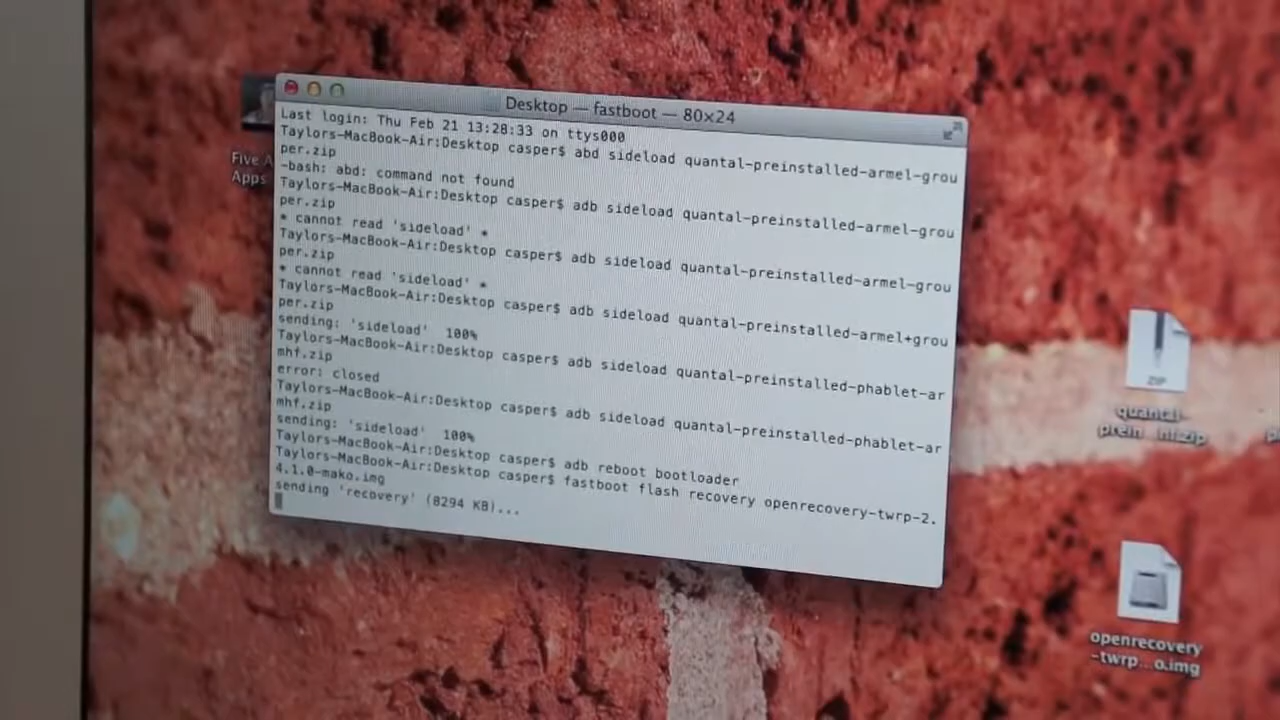 Desktop — fastboot — 80×24
Last login: Thu Feb 21 13:28:33 on ttys000
Taylors-MacBook-Air:Desktop casper$ abd sideload quantal-preinstalled-armel-grou
per.zip
-bash: abd: command not found
Taylors-MacBook-Air:Desktop casper$ adb sideload quantal-preinstalled-armel-grou
per.zip
* cannot read 'sideload' *
Taylors-MacBook-Air:Desktop casper$ adb sideload quantal-preinstalled-armel-grou
per.zip
* cannot read 'sideload' *
Taylors-MacBook-Air:Desktop casper$ adb sideload quantal-preinstalled-armel+grou
per.zip
sending: 'sideload'  100%
Taylors-MacBook-Air:Desktop casper$ adb sideload quantal-preinstalled-phablet-ar
mhf.zip
error: closed
Taylors-MacBook-Air:Desktop casper$ adb sideload quantal-preinstalled-phablet-ar
mhf.zip
sending: 'sideload'  100%
Taylors-MacBook-Air:Desktop casper$ adb reboot bootloader
Taylors-MacBook-Air:Desktop casper$ fastboot flash recovery openrecovery-twrp-2.
4.1.0-mako.img
sending 'recovery' (8294 KB)...
Five A
Apps
ZIP
quantal-
prein...hf.zip
openrecovery
-twrp...o.img